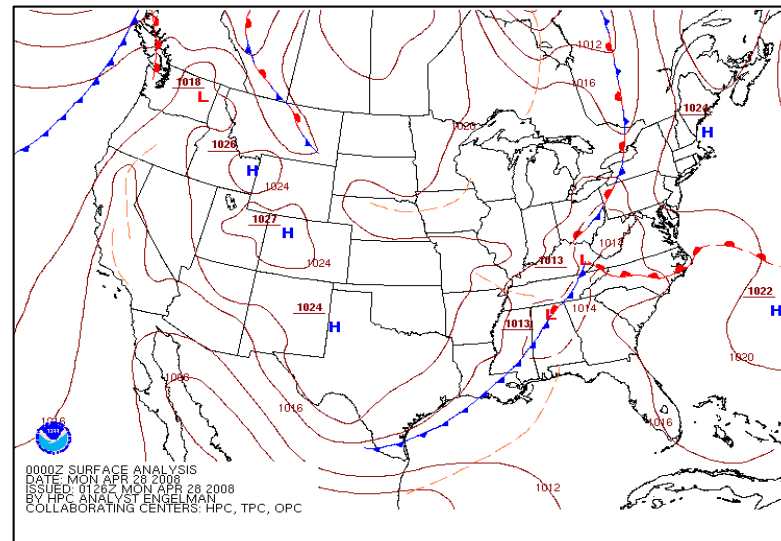 1012
1016
1018
L
1020
1024
H
1026
H
1024
1027
H
1024
1014
1013
L
1022
H
1024
H
1014
L
1013
1020
1008
1016
1016
1016
1012
0000Z SURFACE ANALYSIS
DATE: MON APR 28 2008
ISSUED: 0126Z MON APR 28 2008
BY HPC ANALYST ENGELMAN
COLLABORATING CENTERS: HPC, TPC, OPC